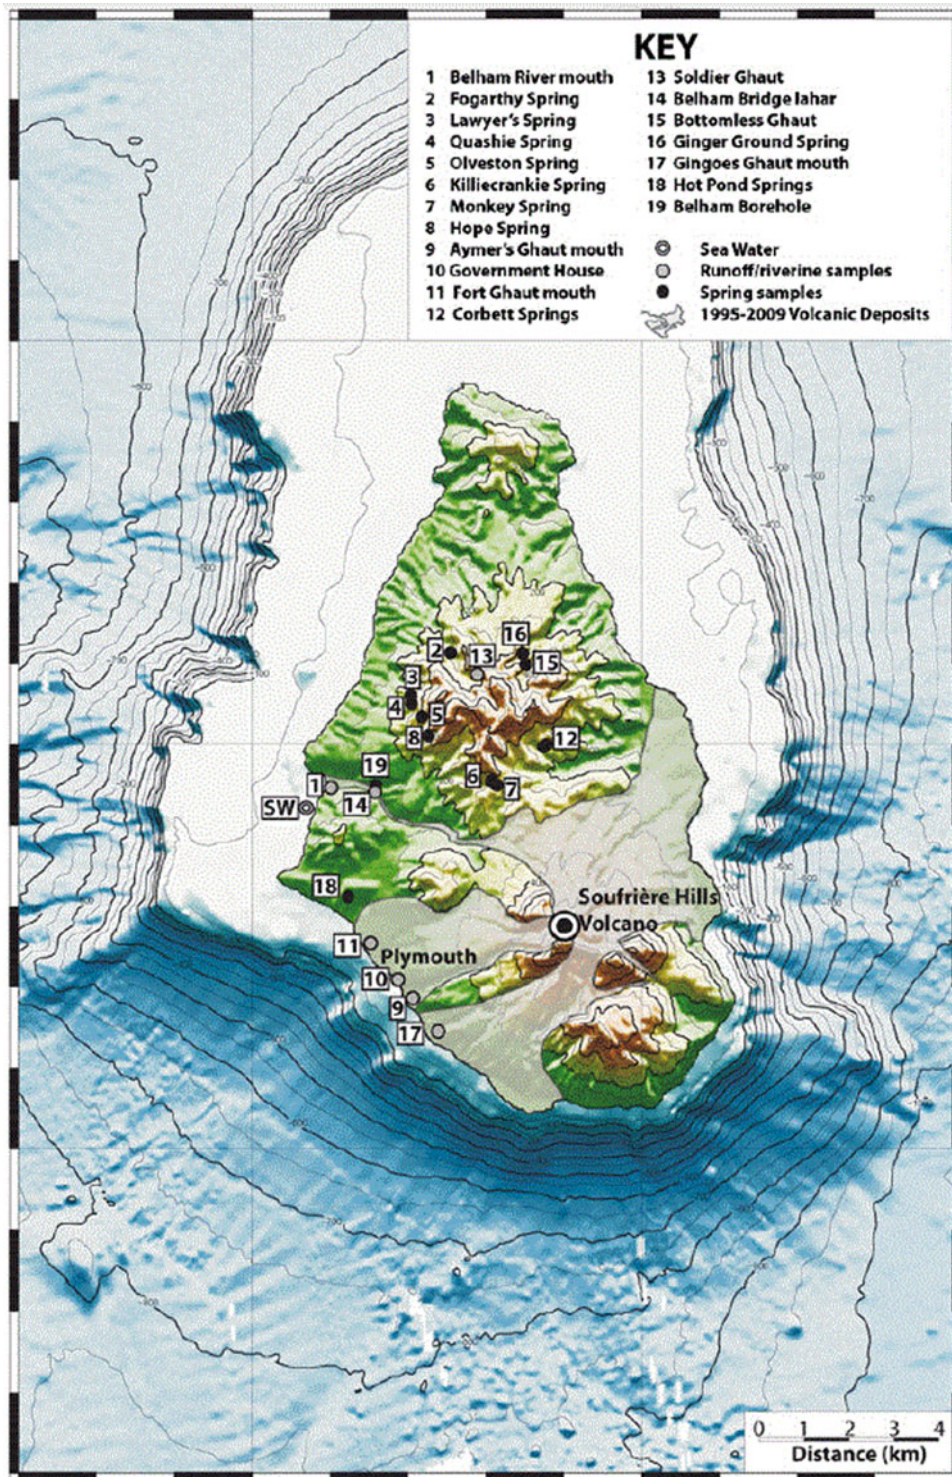 KEY
1 Belham River mouth
2 Fogarthy Spring
3 Lawyer's Spring
4 Quashie Spring
5 Olveston Spring
6 Killiecrankie Spring
7 Monkey Spring
8 Hope Spring
9 Aymer's Ghaut mouth
10 Government House
11 Fort Ghaut mouth
12 Corbett Springs
13 Soldier Ghaut
14 Belham Bridge lahar
15 Bottomless Ghaut
16 Ginger Ground Spring
17 Gingoes Ghaut mouth
18 Hot Pond Springs
19 Belham Borehole
Sea Water
Runoff/riverine samples
Spring samples
1995-2009 Volcanic Deposits
16
2
13
15
3
4
5
8
12
19
6
7
1
14
SW
18
Soufrière Hills
Volcano
11
Plymouth
10
9
17
0 1 2 3 4
Distance (km)